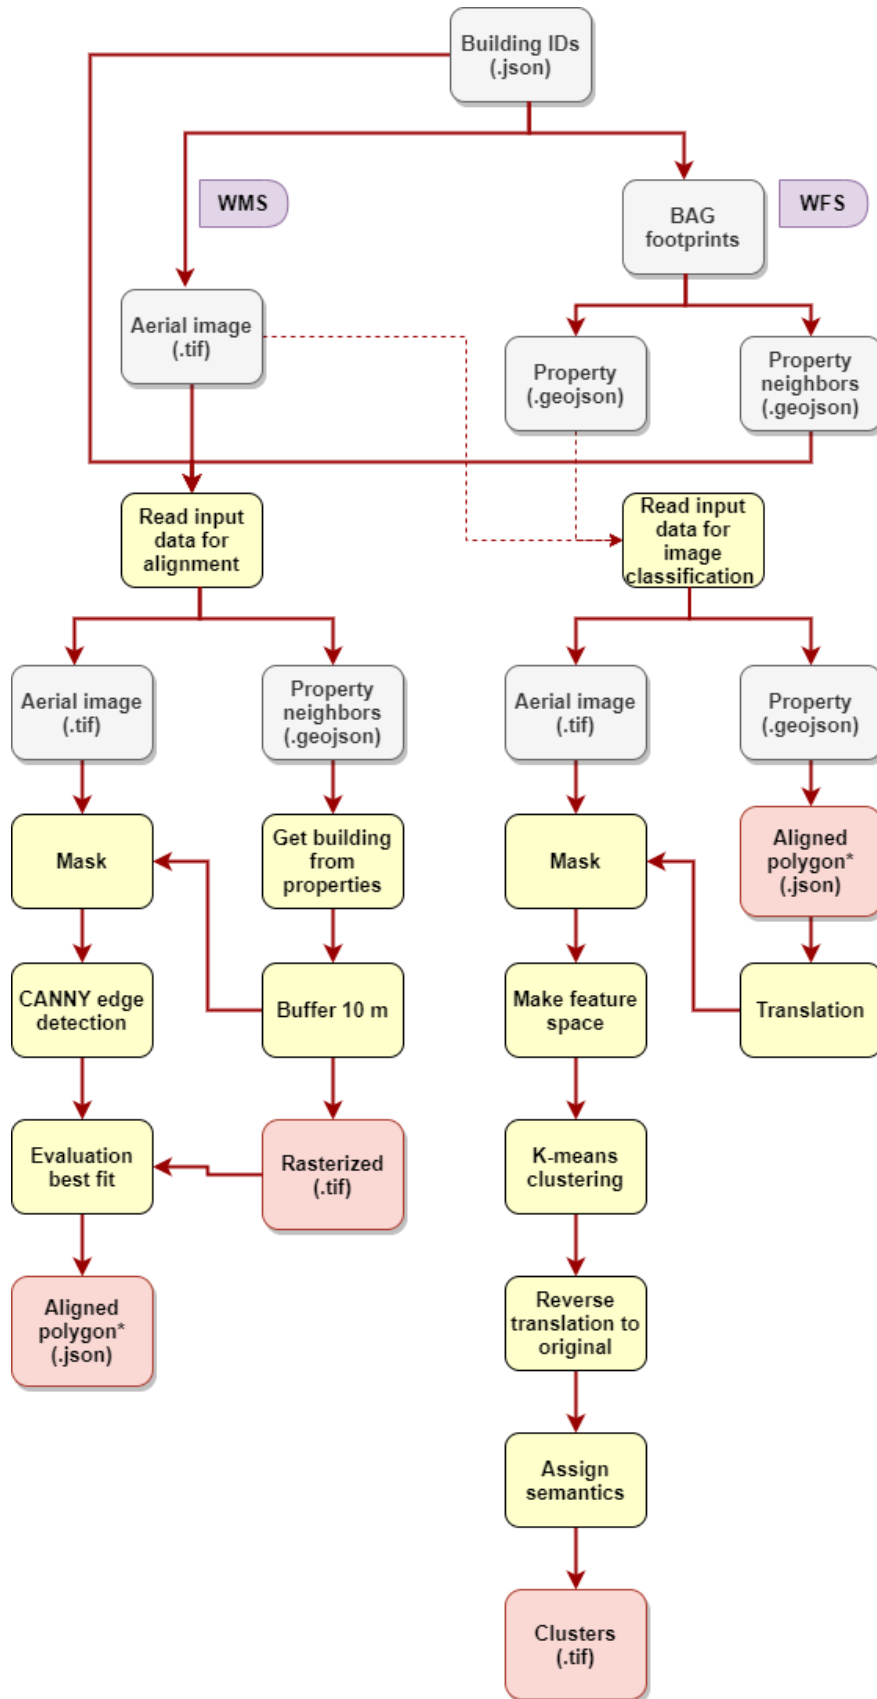 Building IDs
(.json)
WMS
BAG
footprints
WFS
Aerial image
(.tif)
Property
(.geojson)
Property
neighbors
(.geojson)
Read input
data for
alignment
Read input
data for
image
classification
Aerial image
(.tif)
Property
neighbors
(.geojson)
Aerial image
(.tif)
Property
(.geojson)
Mask
Get building
from
properties
Mask
Aligned
polygon*
(.json)
CANNY edge
detection
Buffer 10 m
Make feature
space
Translation
Evaluation
best fit
Rasterized
(.tif)
K-means
clustering
Aligned
polygon*
(.json)
Reverse
translation to
original
Assign
semantics
Clusters
(.tif)